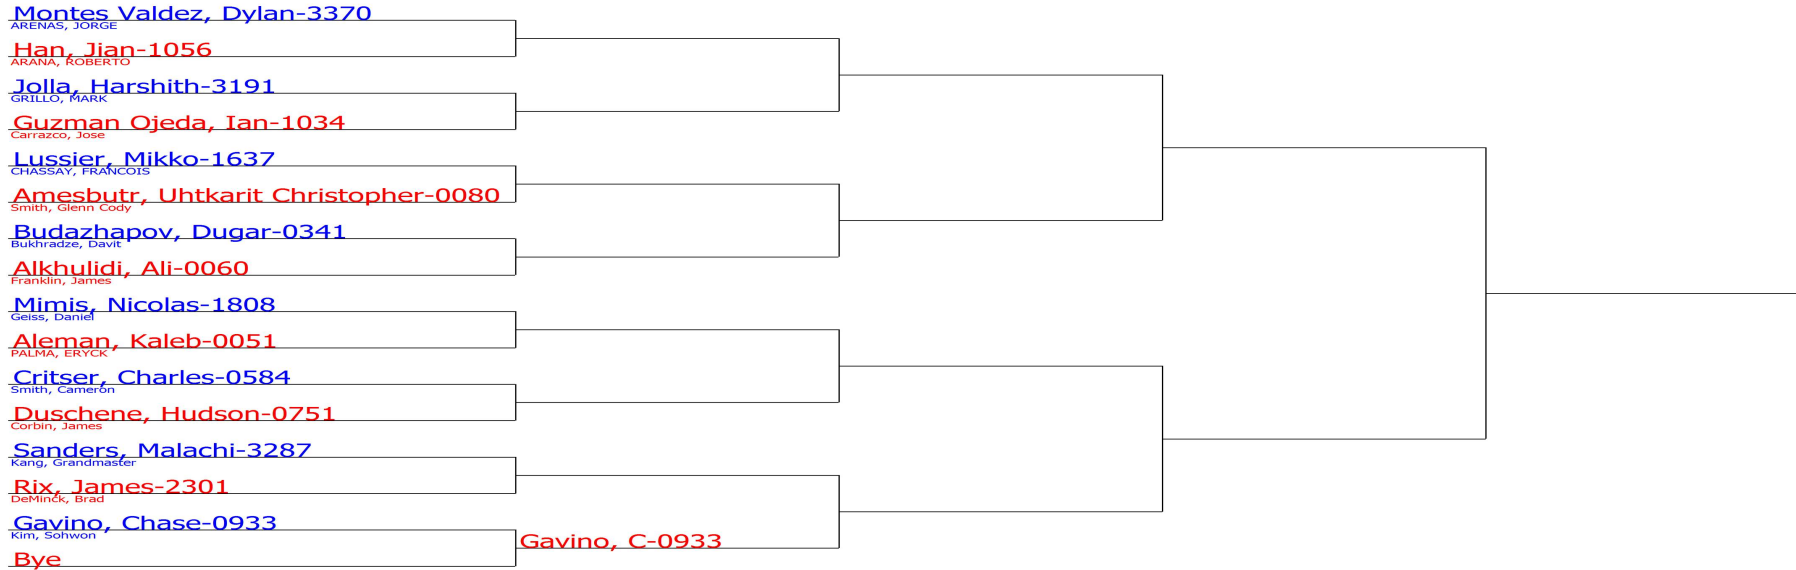 Montes Valdez, Dylan-3370
ARENAS, JORGE
Han, Jian-1056
ARANA, ROBERTO
Jolla, Harshith-3191
GRILLO, MARK
Guzman Ojeda, Ian-1034
Carrazco, Jose
Lussier, Mikko-1637
CHASSAY, FRANCOIS
Amesbutr, Uhtkarit Christopher-0080
Smith, Glenn Cody
Budazhapov, Dugar-0341
Bukhradze, Davit
Alkhulidi, Ali-0060
Franklin, James
Mimis, Nicolas-1808
Geiss, Daniel
Aleman, Kaleb-0051
PALMA, ERYCK
Critser, Charles-0584
Smith, Cameron
Duschene, Hudson-0751
Corbin, James
Sanders, Malachi-3287
Kang, Grandmaster
Rix, James-2301
DeMinck, Brad
Gavino, Chase-0933
Kim, Sohwon
Gavino, C-0933
Bye